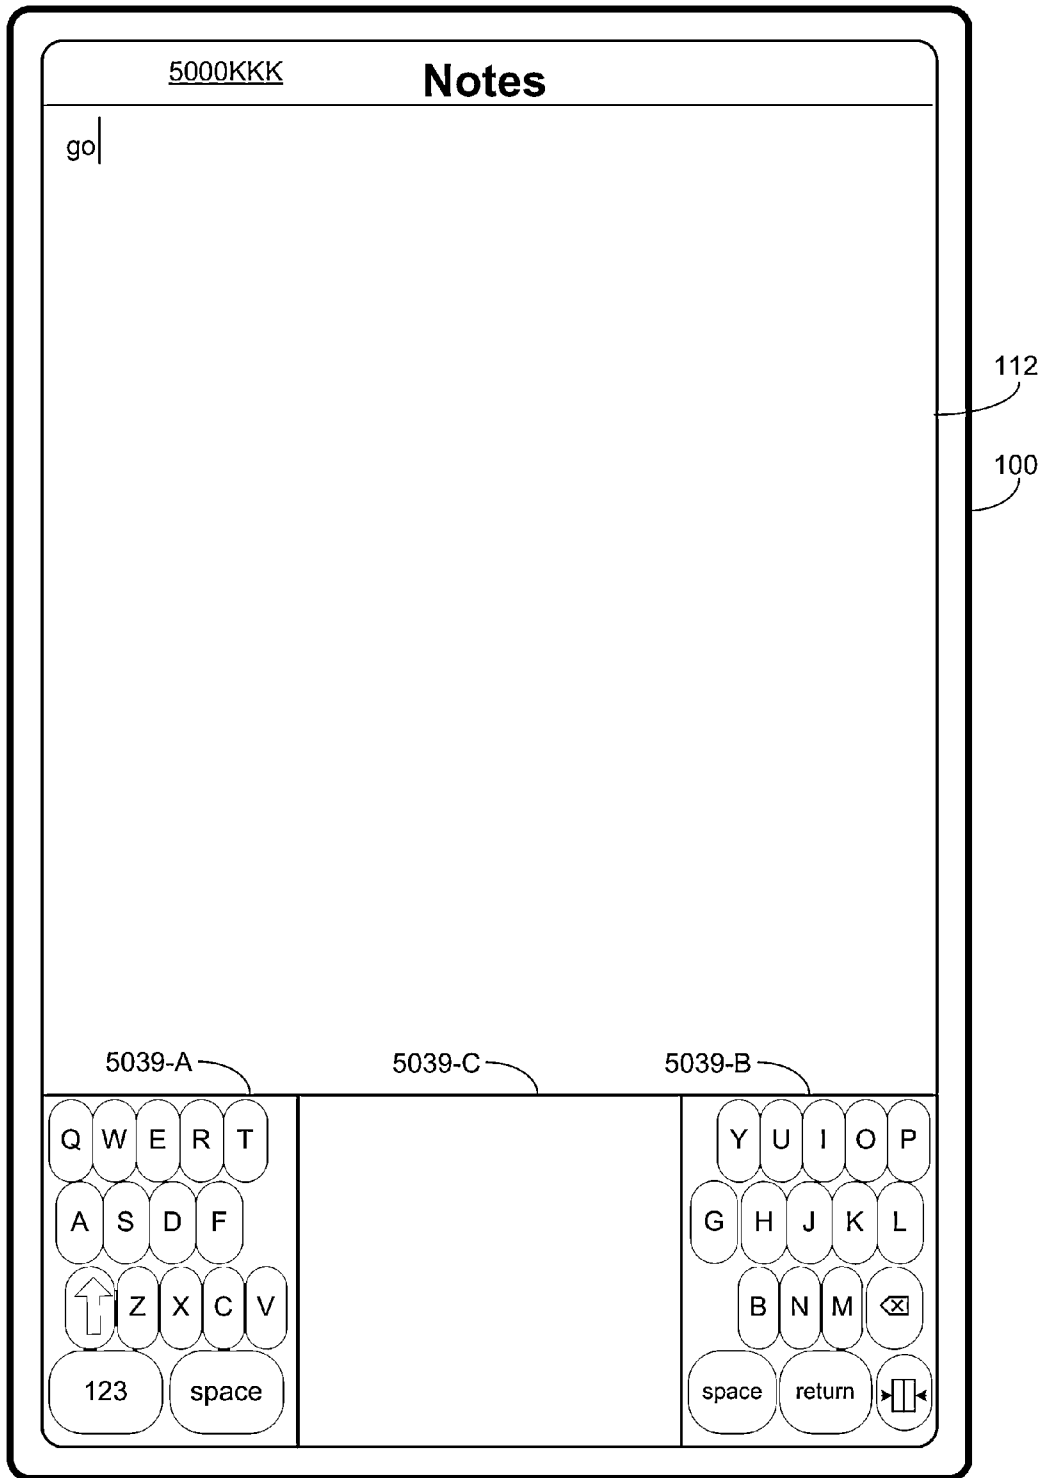 5000KKK Notes
go
112
100
5039-A 5039-C 5039-B
Q W E R T Y U I O P
A S D F G H J K L
Z X C V B N M
123 space space return